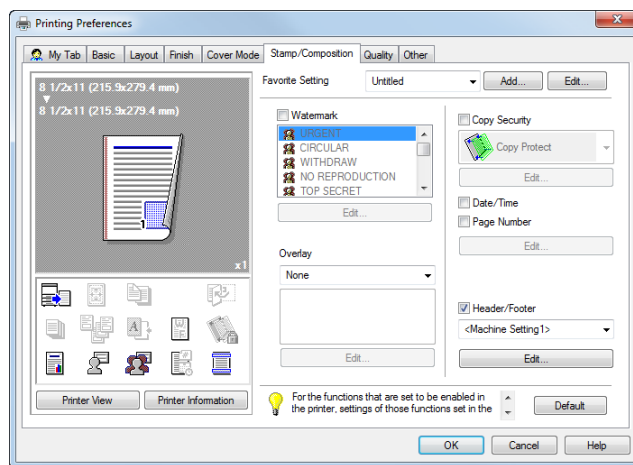 Printing Preferences
My Tab Basic Layout Finish Cover Mode Stamp/Composition Quality Other
8 1/2x11 (215.9x279.4 mm)
8 1/2x11 (215.9x279.4 mm)
1
x1
Printer View Printer Information
Favorite Setting Untitled Add... Edit...
Watermark
URGENT
CIRCULAR
WITHDRAW
NO REPRODUCTION
TOP SECRET
Edit...
Overlay
None
Edit...
Copy Security
Copy Protect
Edit...
Date/Time
Page Number
Edit...
Header/Footer
<Machine Setting1>
Edit...
For the functions that are set to be enabled in
the printer, settings of those functions set in the
Default
OK Cancel Help